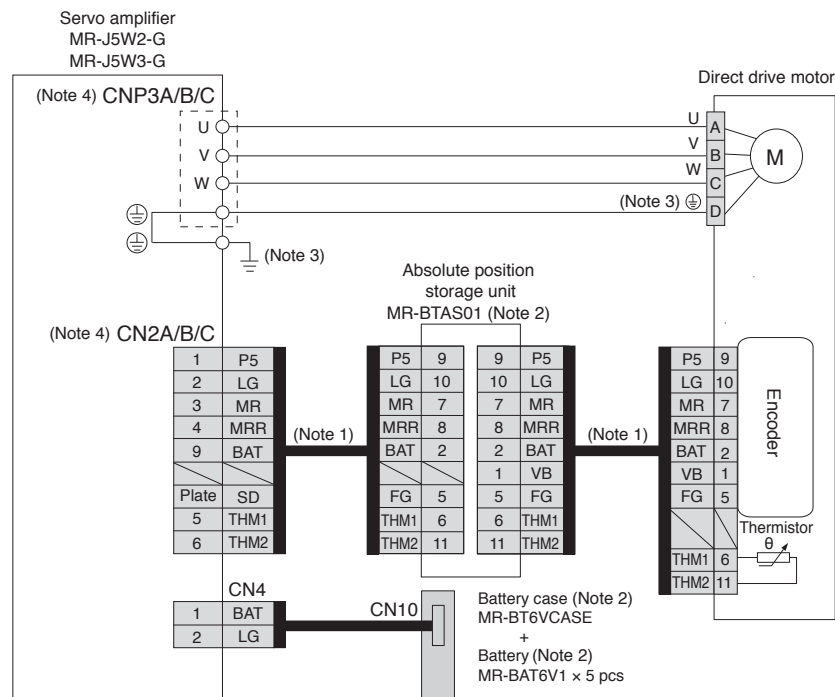 Servo amplifier
MR-J5W2-G
MR-J5W3-G
Direct drive motor
(Note 4) CNP3A/B/C
U
U
A
V
V
B
M
W
W
C
(Note 3)
D
(Note 3)
Absolute position
storage unit
MR-BTAS01 (Note 2)
(Note 4) CN2A/B/C
1 P5
2 LG
3 MR
4 MRR
9 BAT
Plate SD
5 THM1
6 THM2
(Note 1)
P5 9
LG 10
MR 7
MRR 8
BAT 2
FG 5
THM1 6
THM2 11
9 P5
10 LG
7 MR
8 MRR
2 BAT
1 VB
5 FG
6 THM1
11 THM2
(Note 1)
P5 9
LG 10
MR 7
MRR 8
BAT 2
VB 1
FG 5
THM1 6
THM2 11
Encoder
Thermistor
θ
CN4
1 BAT
2 LG
CN10
Battery case (Note 2)
MR-BT6VCASE
+
Battery (Note 2)
MR-BAT6V1 × 5 pcs